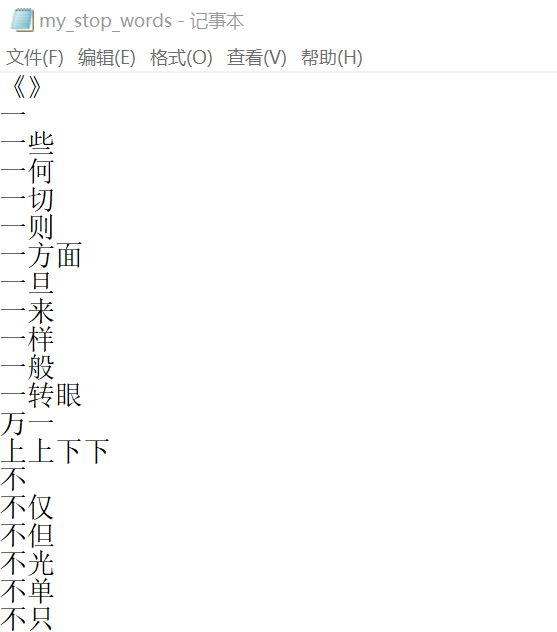 my_stop_words - 记事本
文件(F) 编辑(E) 格式(O) 查看(V) 帮助(H)
《》
一
一些
一何
一切
一则
一方面
一旦
一来
一样
一般
一转眼
万一
上上下下
不
不仅
不但
不光
不单
不只